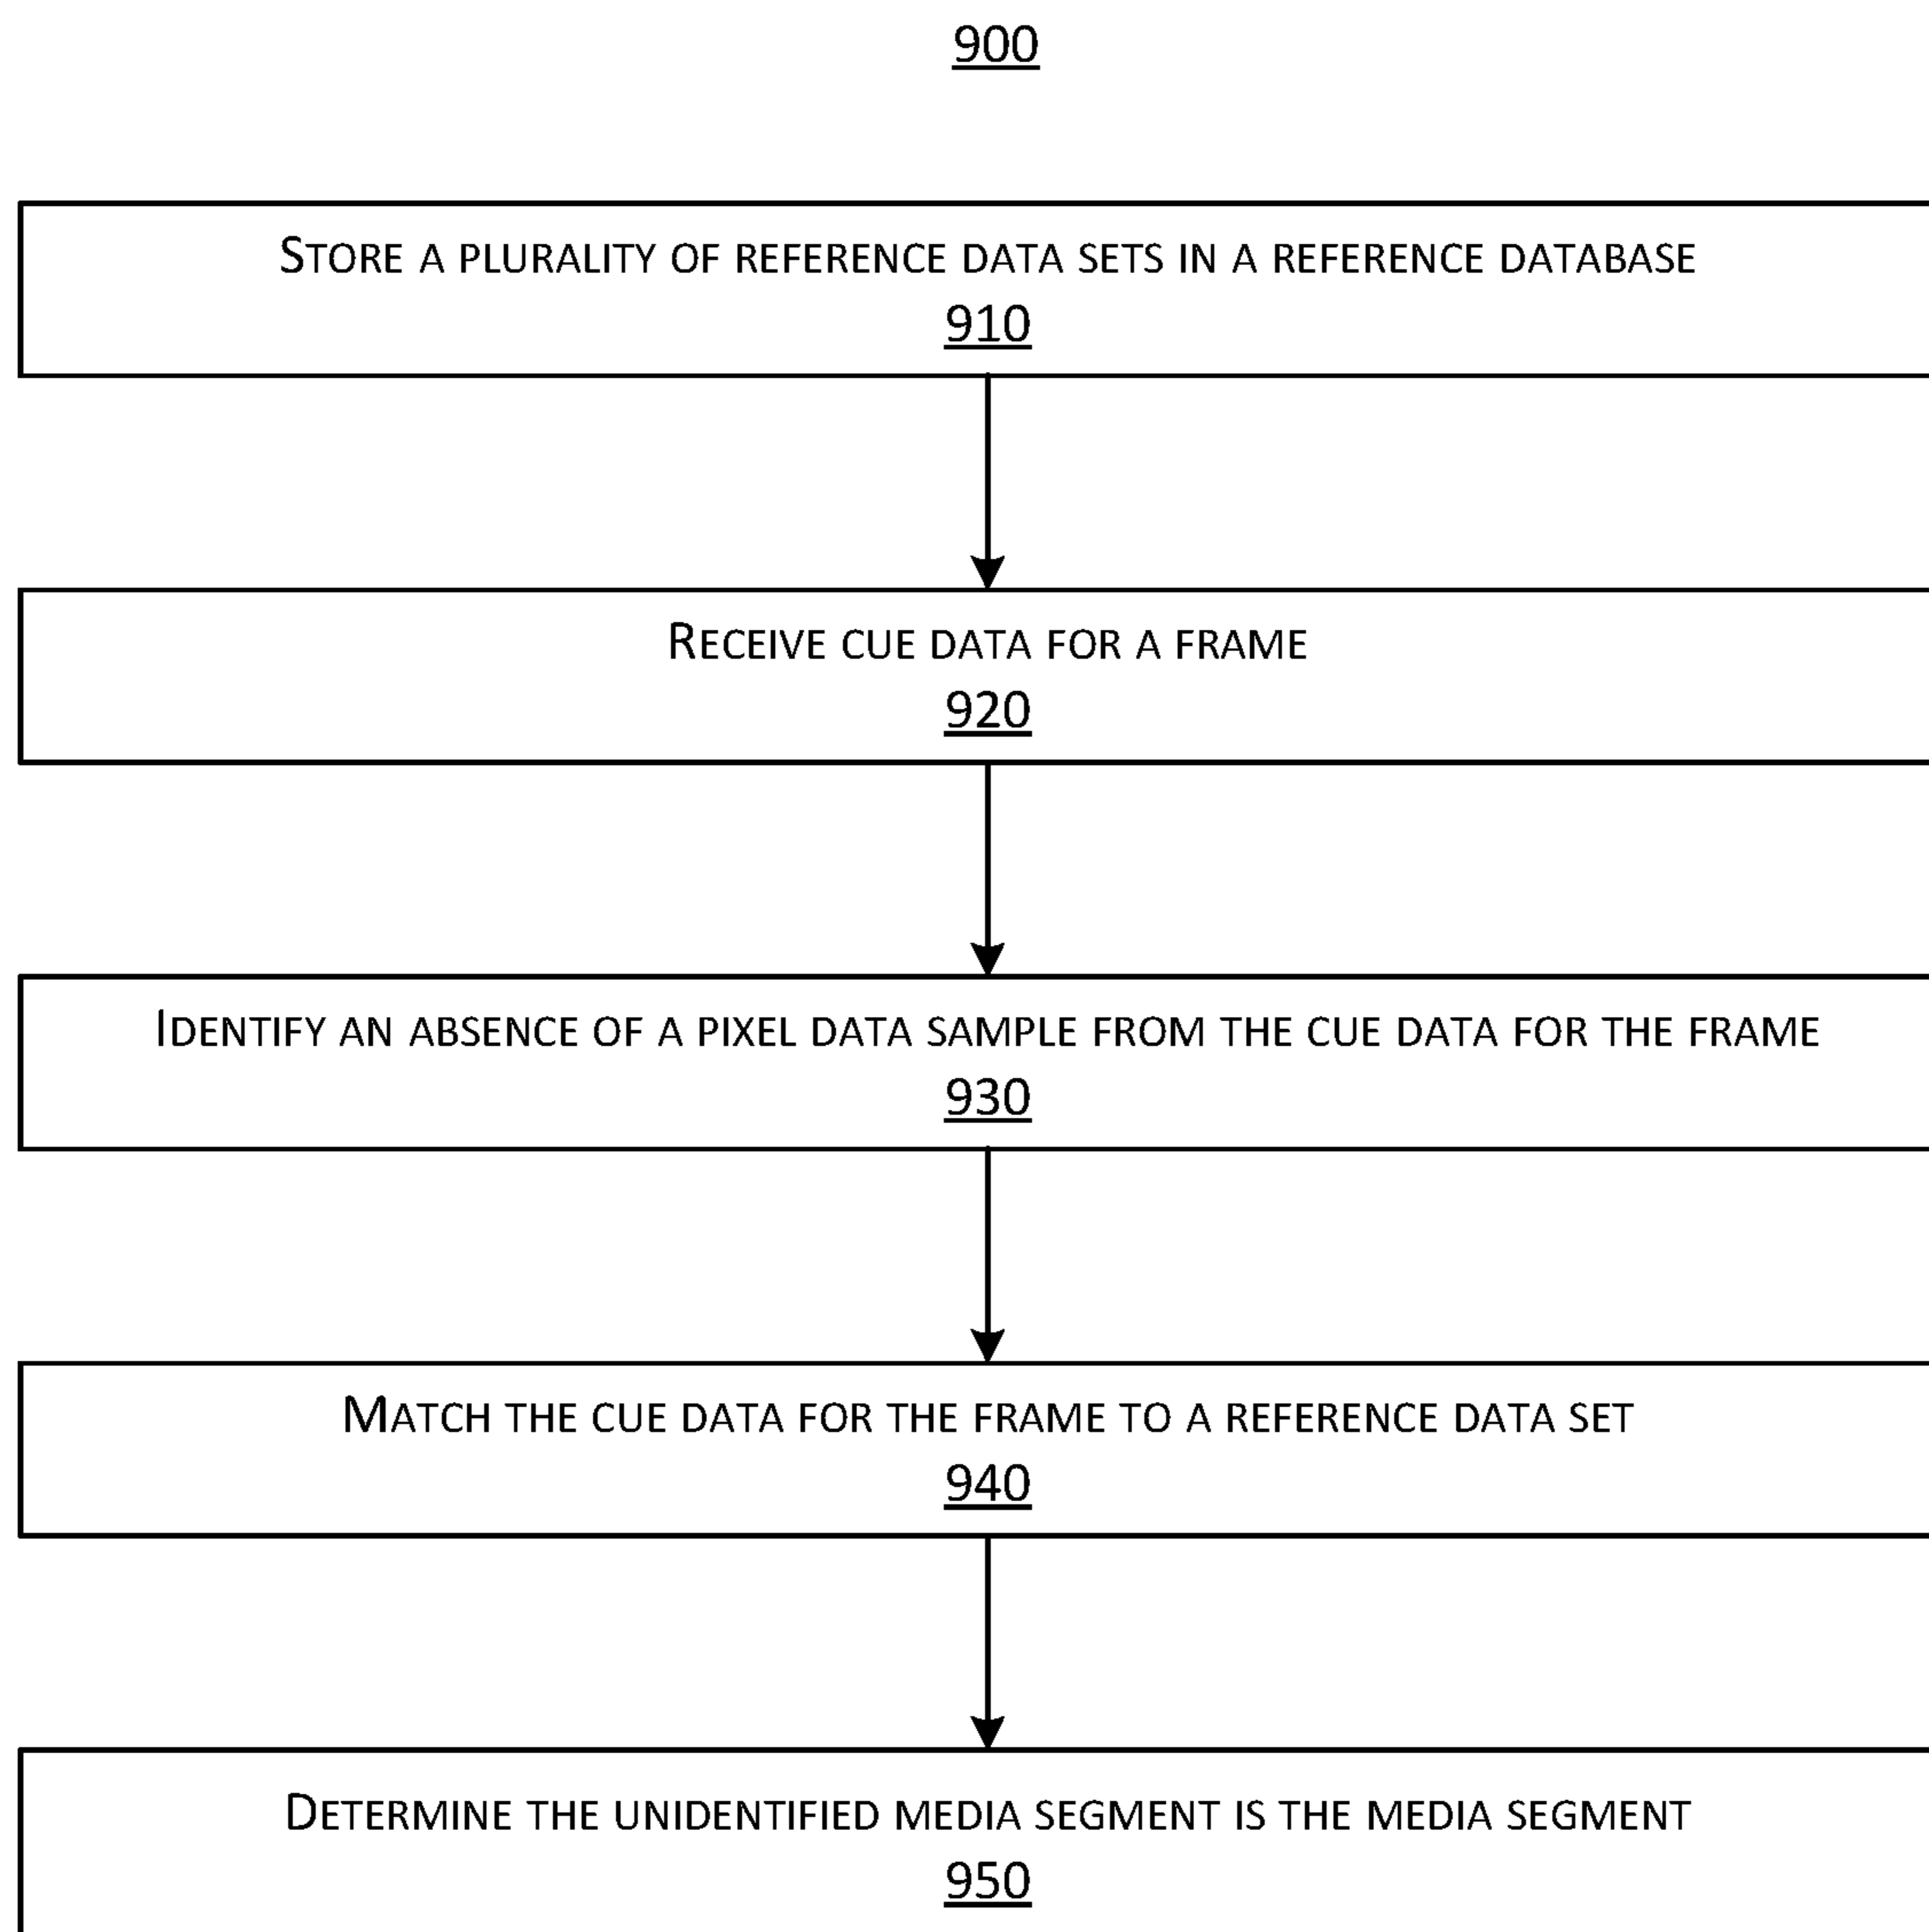 900
Store a plurality of reference data sets in a reference database
910
Receive cue data for a frame
920
Identify an absence of a pixel data sample from the cue data for the frame
930
Match the cue data for the frame to a reference data set
940
Determine the unidentified media segment is the media segment
950